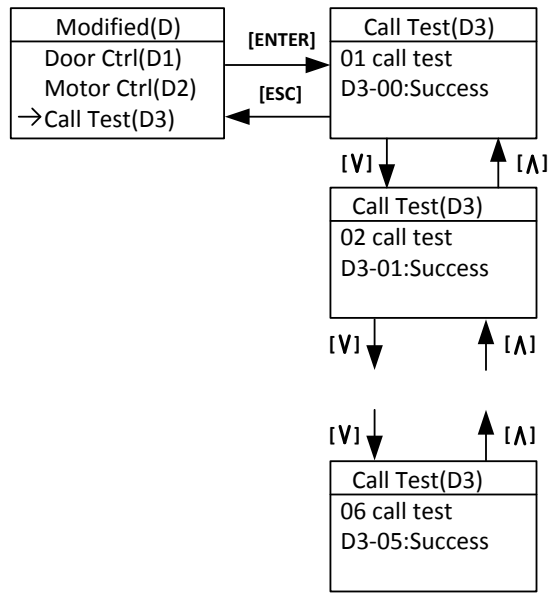 Modified(D)
Door Ctrl(D1)
Motor Ctrl(D2)
→Call Test(D3)
[ENTER]
[ESC]
Call Test(D3)
01 call test
D3-00:Success
[∨]
[∧]
Call Test(D3)
02 call test
D3-01:Success
[∨]
[∧]
[∨]
[∧]
Call Test(D3)
06 call test
D3-05:Success